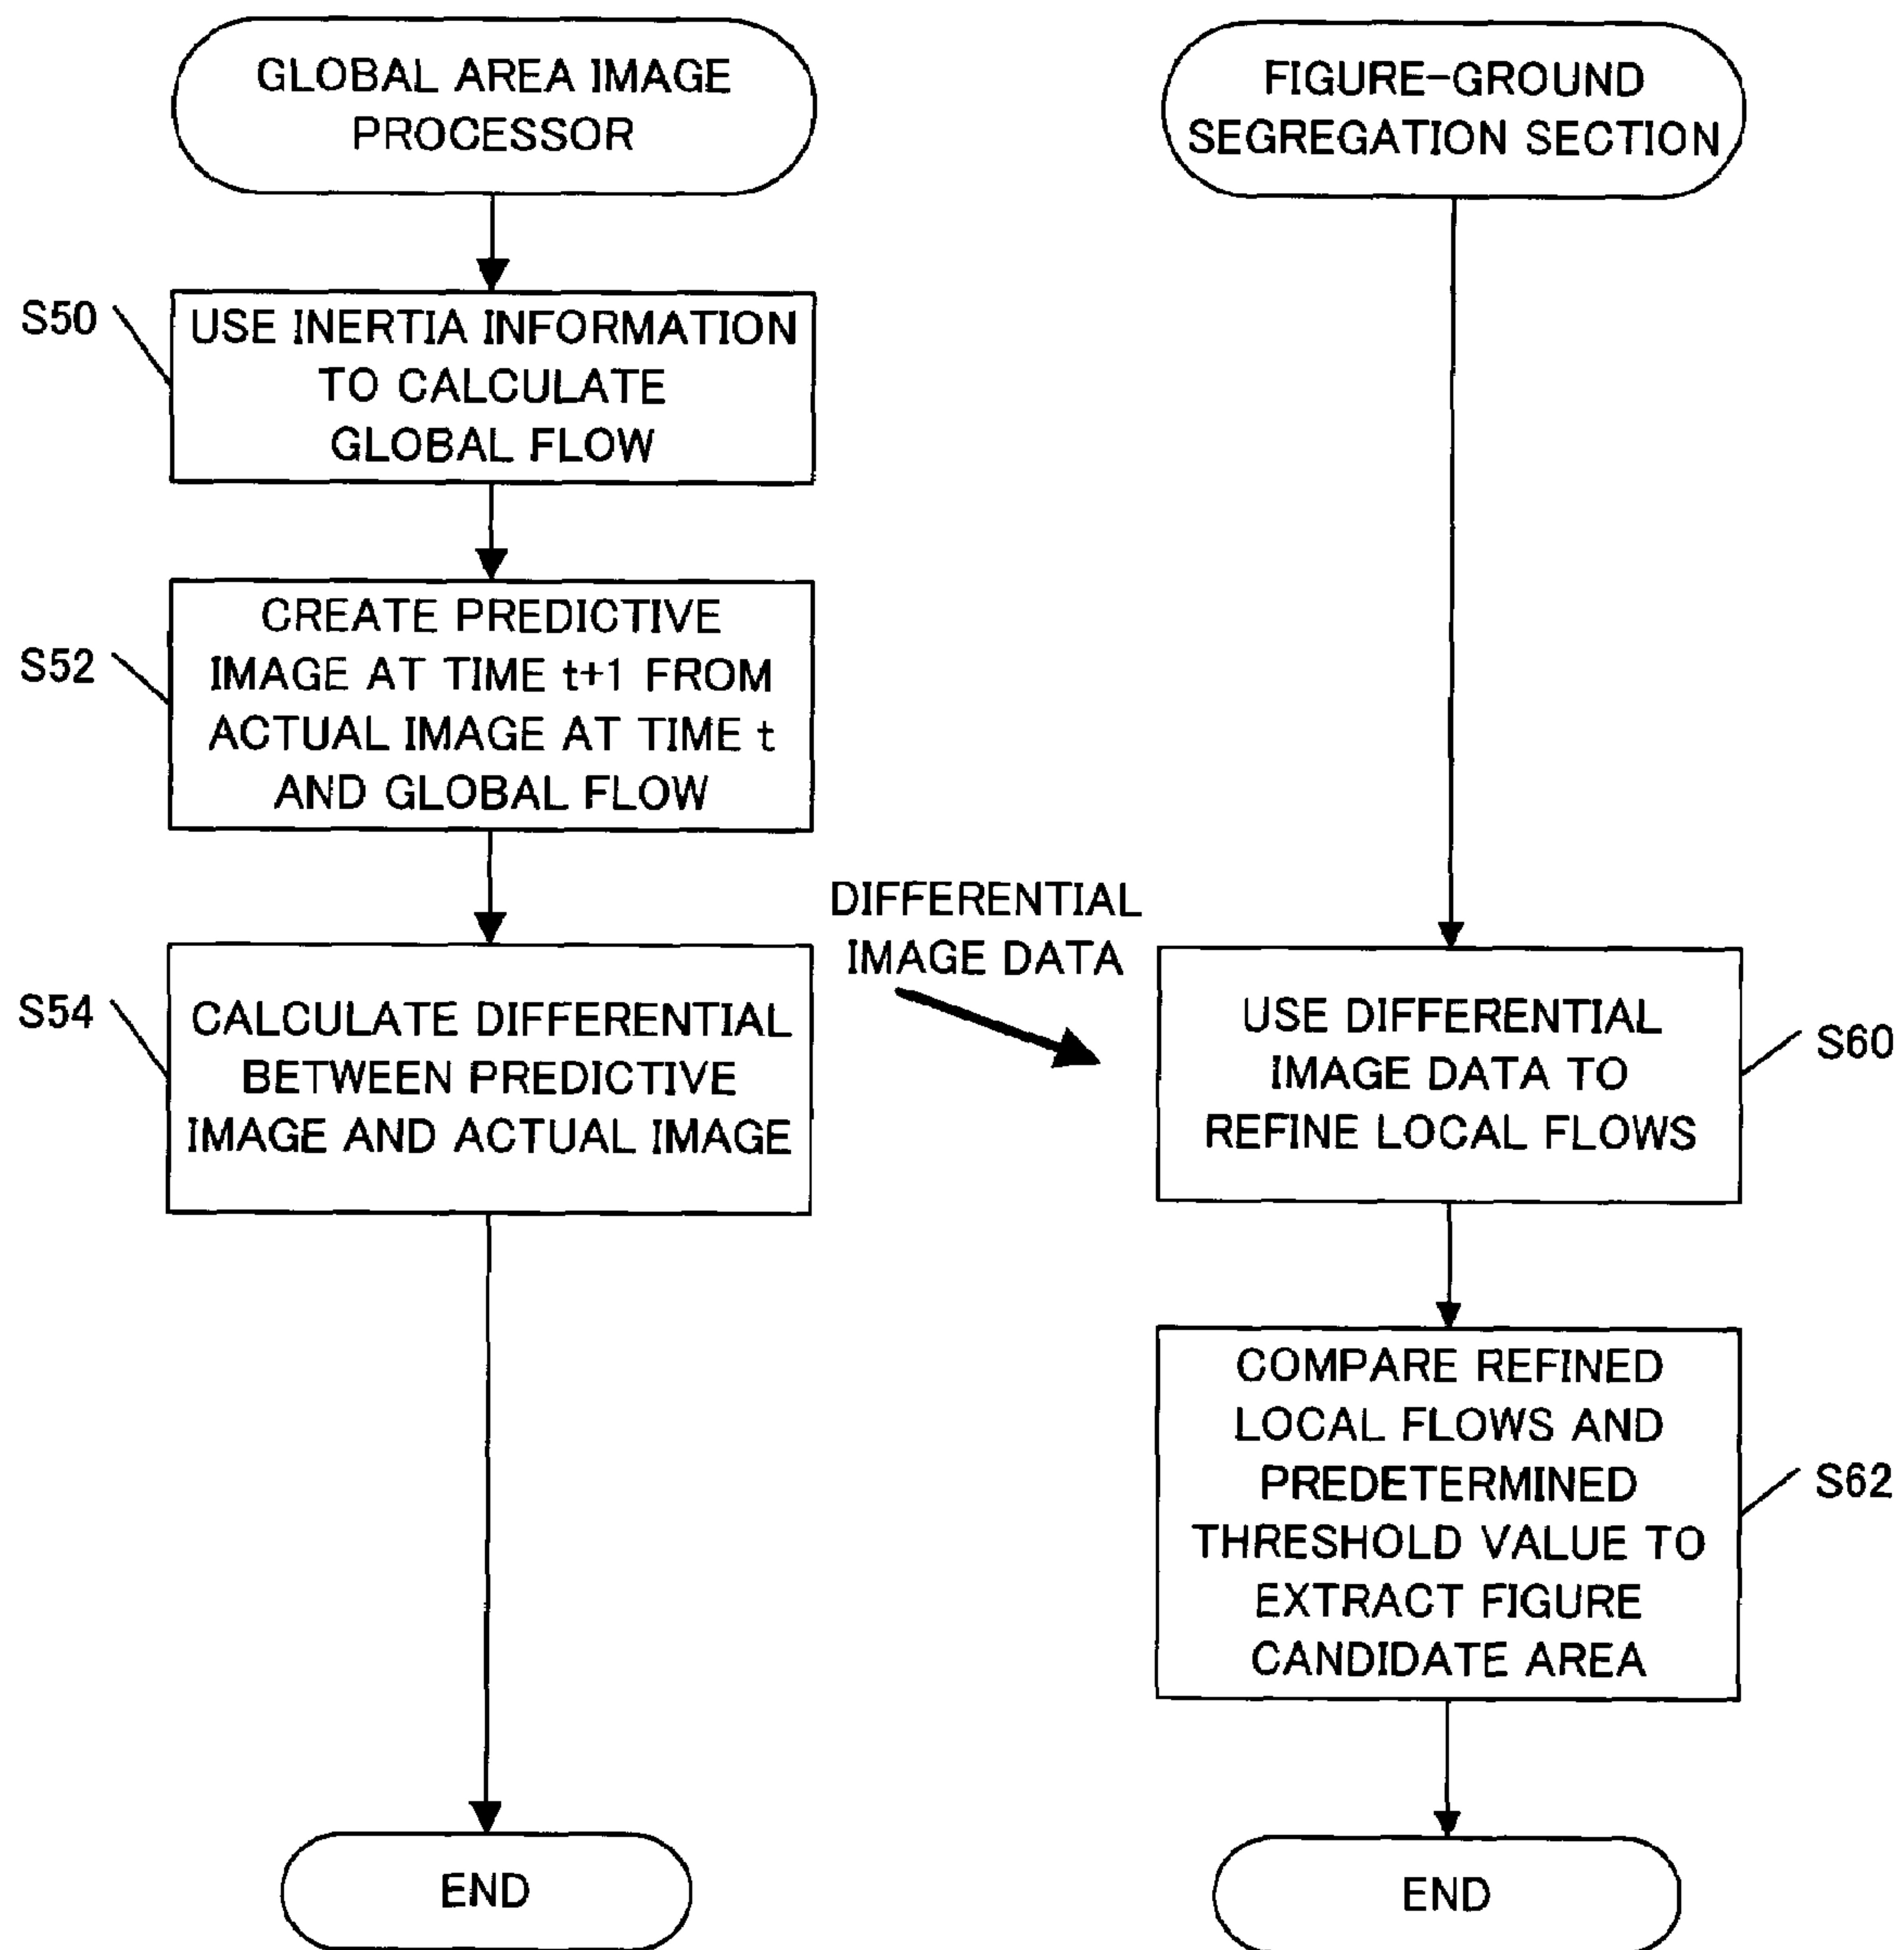 GLOBAL AREA IMAGE
PROCESSOR
S50
USE INERTIA INFORMATION
TO CALCULATE
GLOBAL FLOW
S52
CREATE PREDICTIVE
IMAGE AT TIME t+1 FROM
ACTUAL IMAGE AT TIME t
AND GLOBAL FLOW
S54
CALCULATE DIFFERENTIAL
BETWEEN PREDICTIVE
IMAGE AND ACTUAL IMAGE
END
DIFFERENTIAL
IMAGE DATA
FIGURE-GROUND
SEGREGATION SECTION
USE DIFFERENTIAL
IMAGE DATA TO
REFINE LOCAL FLOWS
S60
COMPARE REFINED
LOCAL FLOWS AND
PREDETERMINED
THRESHOLD VALUE TO
EXTRACT FIGURE
CANDIDATE AREA
S62
END